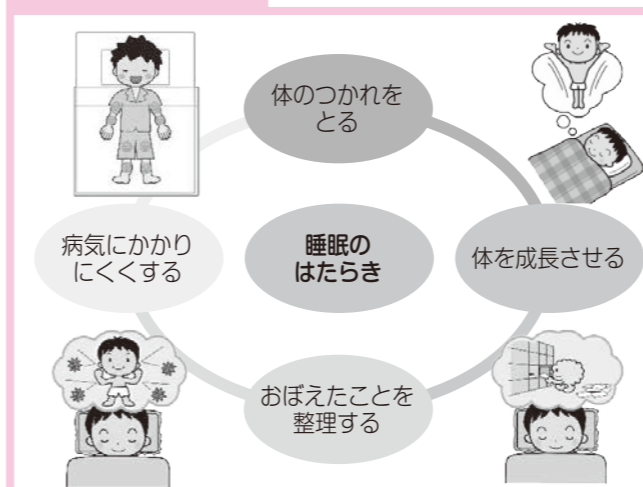 体のつかれを
とる
病気にかかり
にくくする
睡眠の
はたらき
体を成長させる
おぼえたことを
整理する